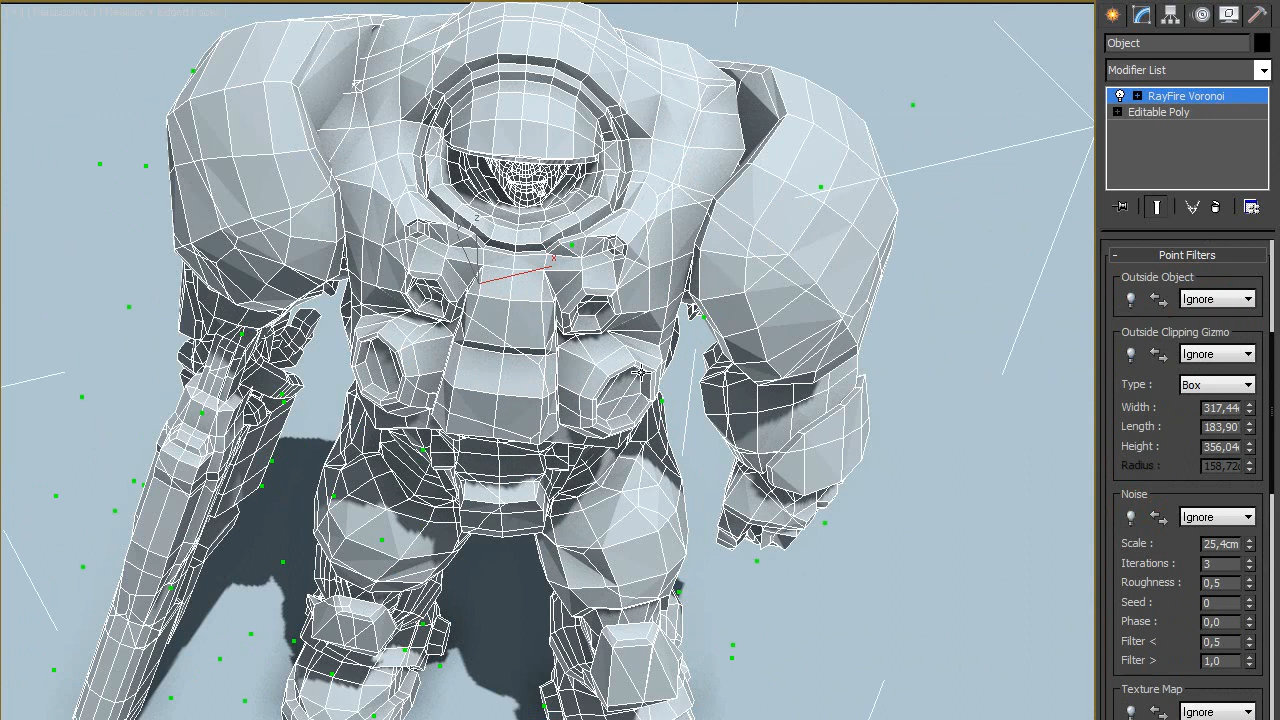 Object
Modifier List
RayFire Voronoi
Editable Poly
z
x
- Point Filters
Outside Object
Ignore
Outside Clipping Gizmo
Ignore
Type : Box
Width : 317,44
Length : 183,90
Height : 356,04
Radius : 158,72
Noise
Ignore
Scale : 25,4cm
Iterations : 3
Roughness : 0,5
Seed : 0
Phase : 0,0
Filter < 0,5
Filter > 1,0
Texture Map
Ignore